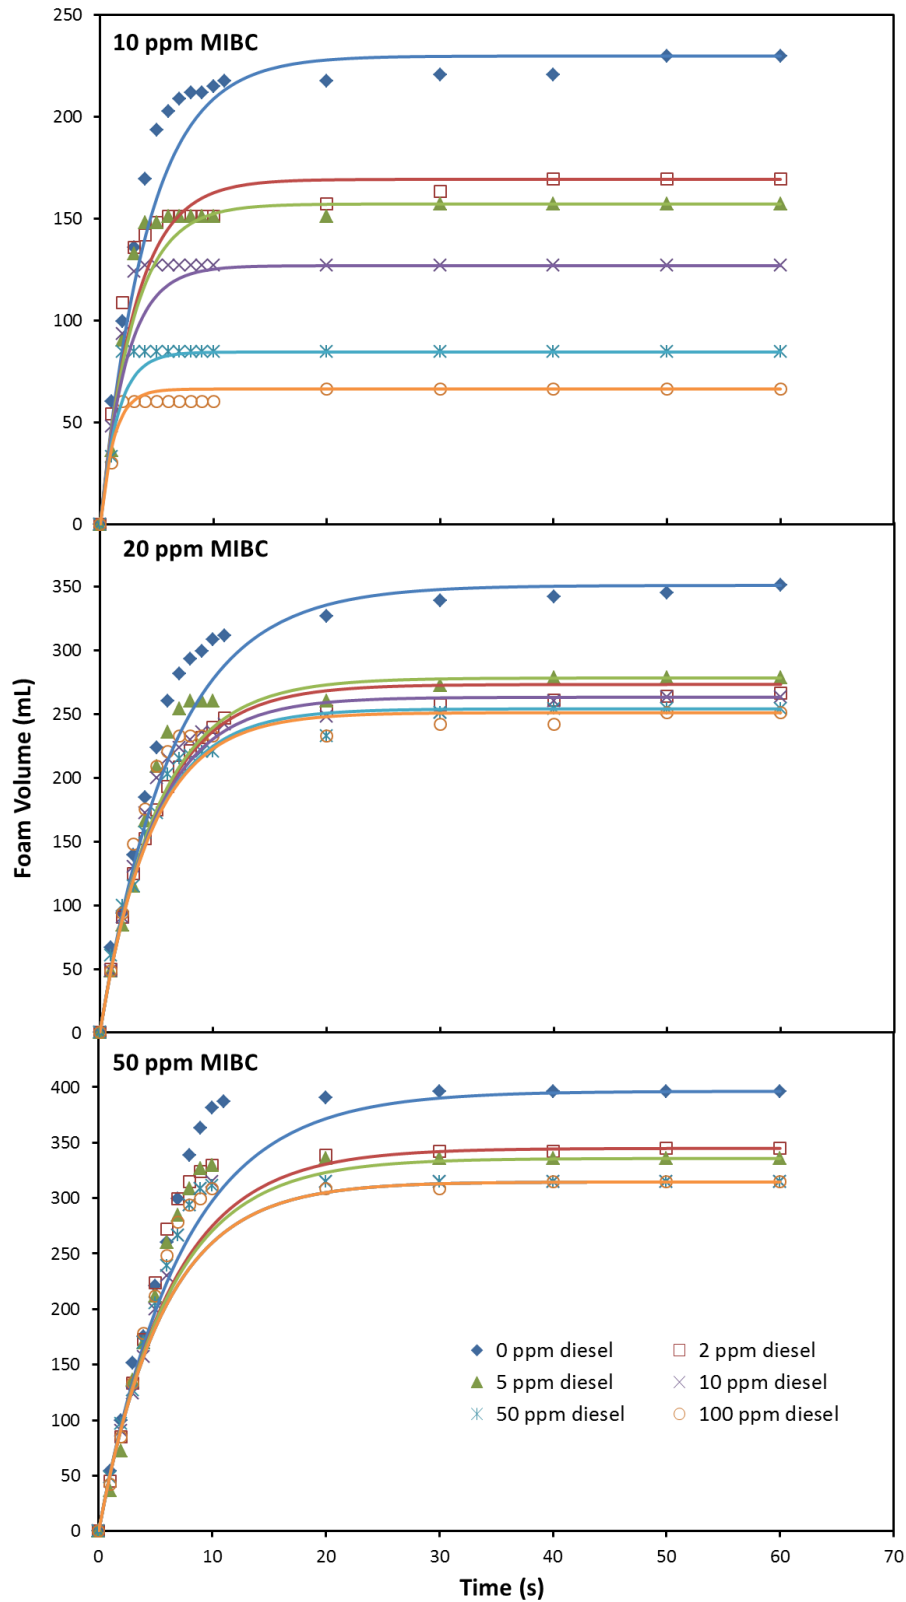 250
10 ppm MIBC
200
150
100
50
0
20 ppm MIBC
350
300
250
200
150
100
50
0
Foam Volume (mL)
50 ppm MIBC
400
350
300
250
200
150
100
50
0
0 ppm diesel 2 ppm diesel
5 ppm diesel 10 ppm diesel
50 ppm diesel 100 ppm diesel
0 10 20 30 40 50 60 70
Time (s)